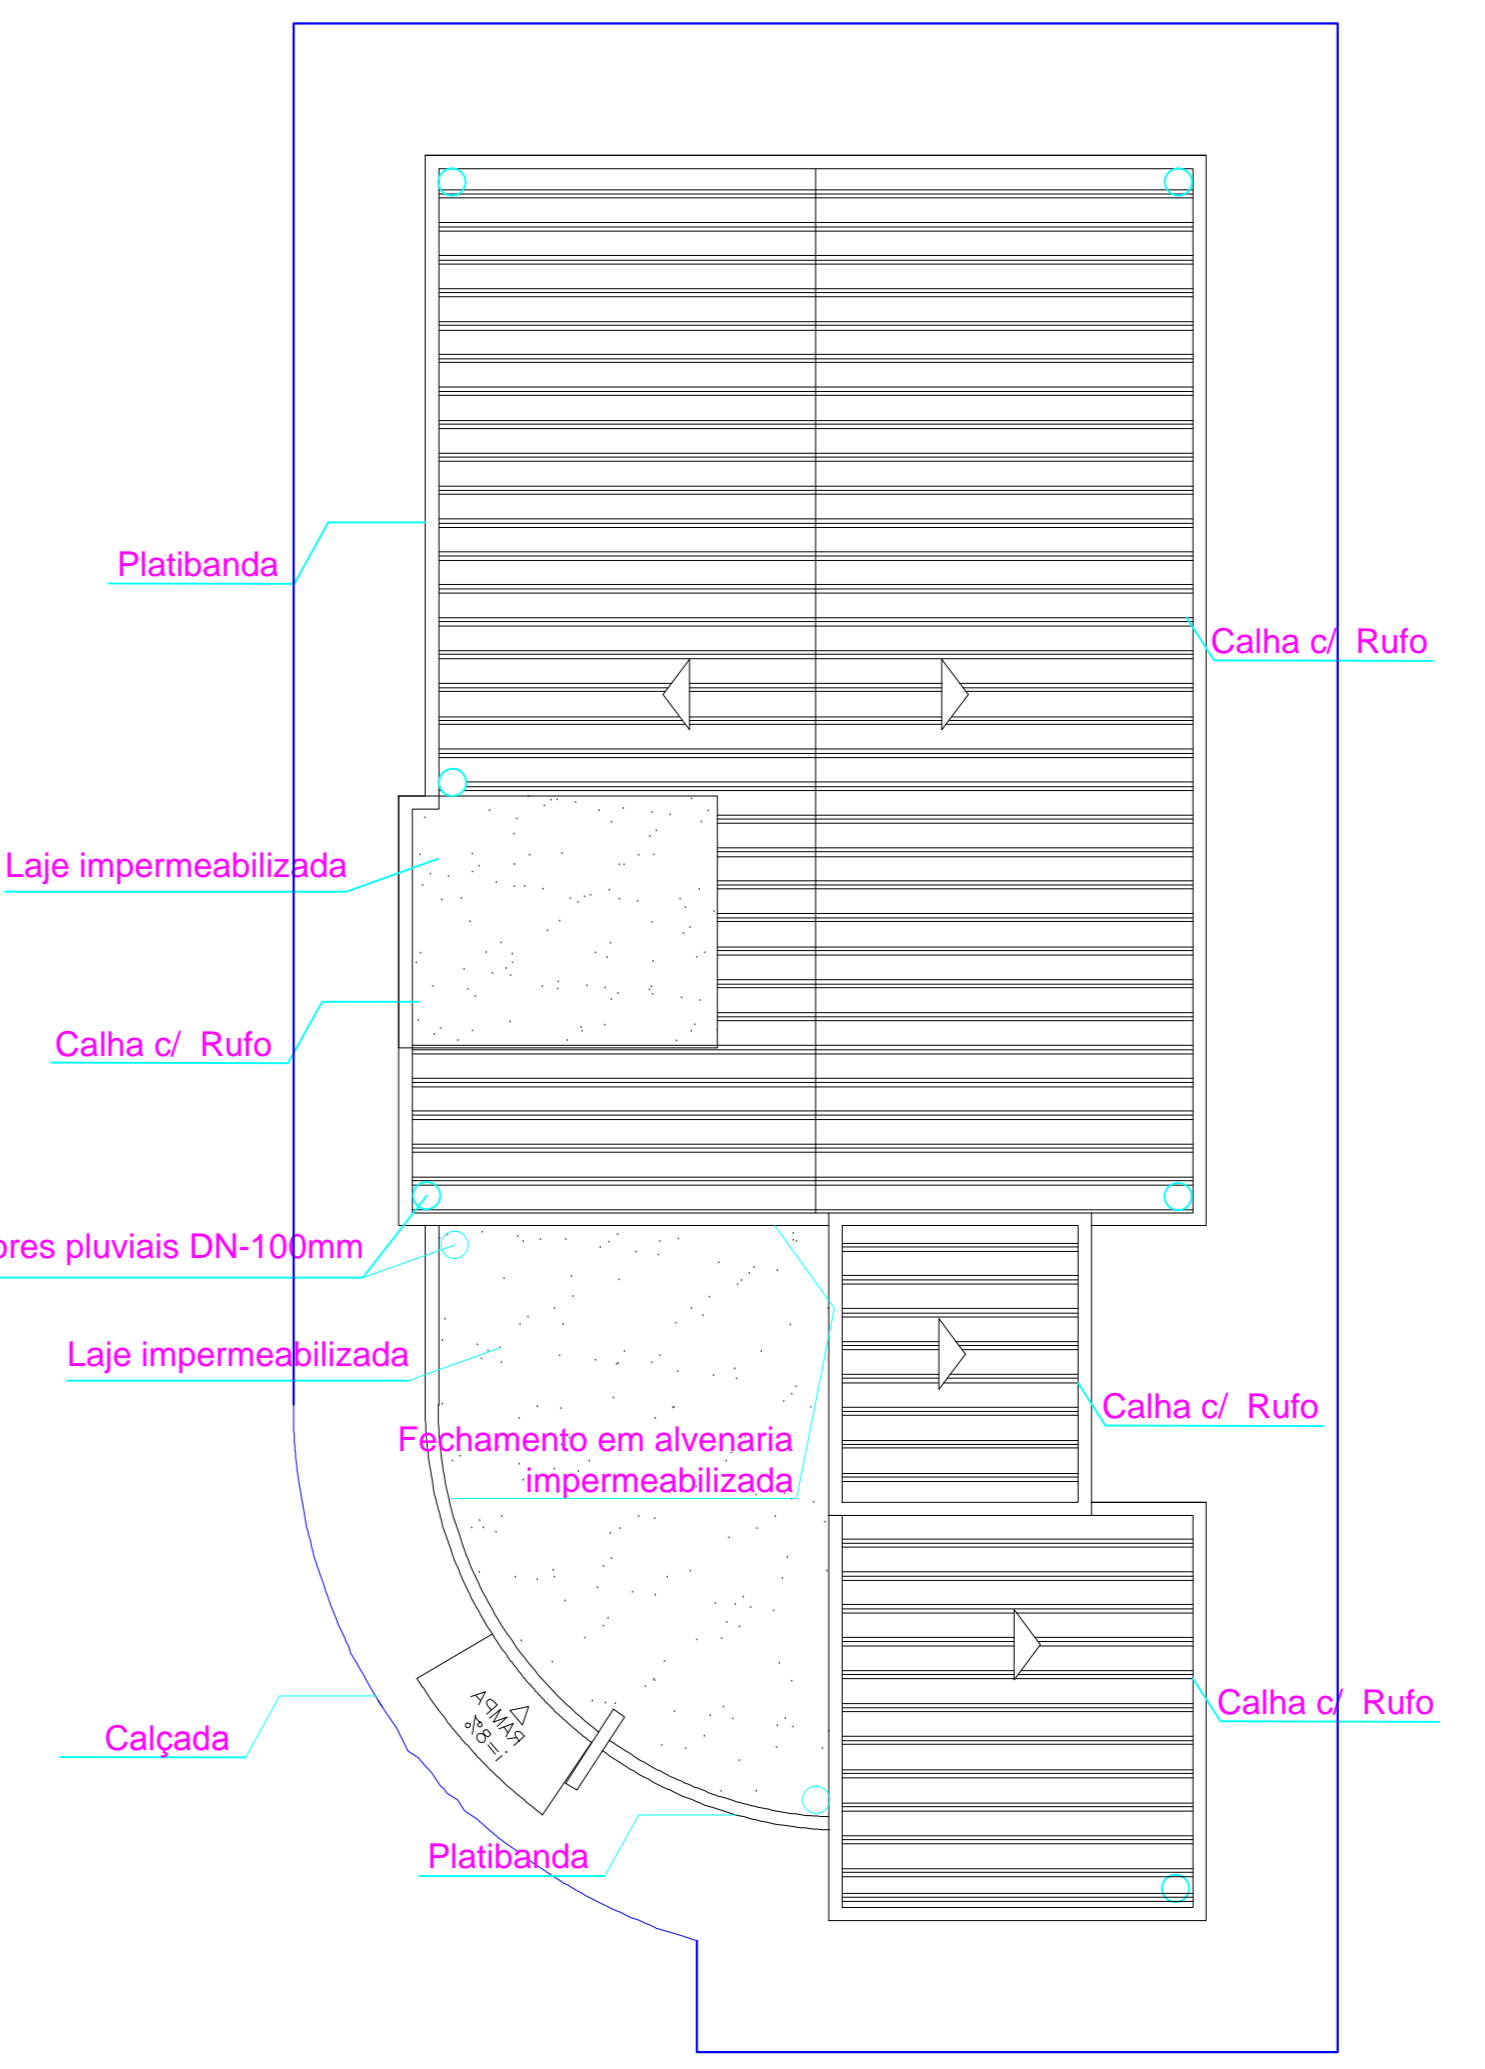 Platibanda
Calha c/ Rufo
Laje impermeabilizada
Calha c/ Rufo
pluviais DN-100mm
Laje impermeabilizada
Calha c/ Rufo
Fechamento em alvenaria
impermeabilizada
RAMPA
i=8%
Calha c/ Rufo
Calçada
Platibanda